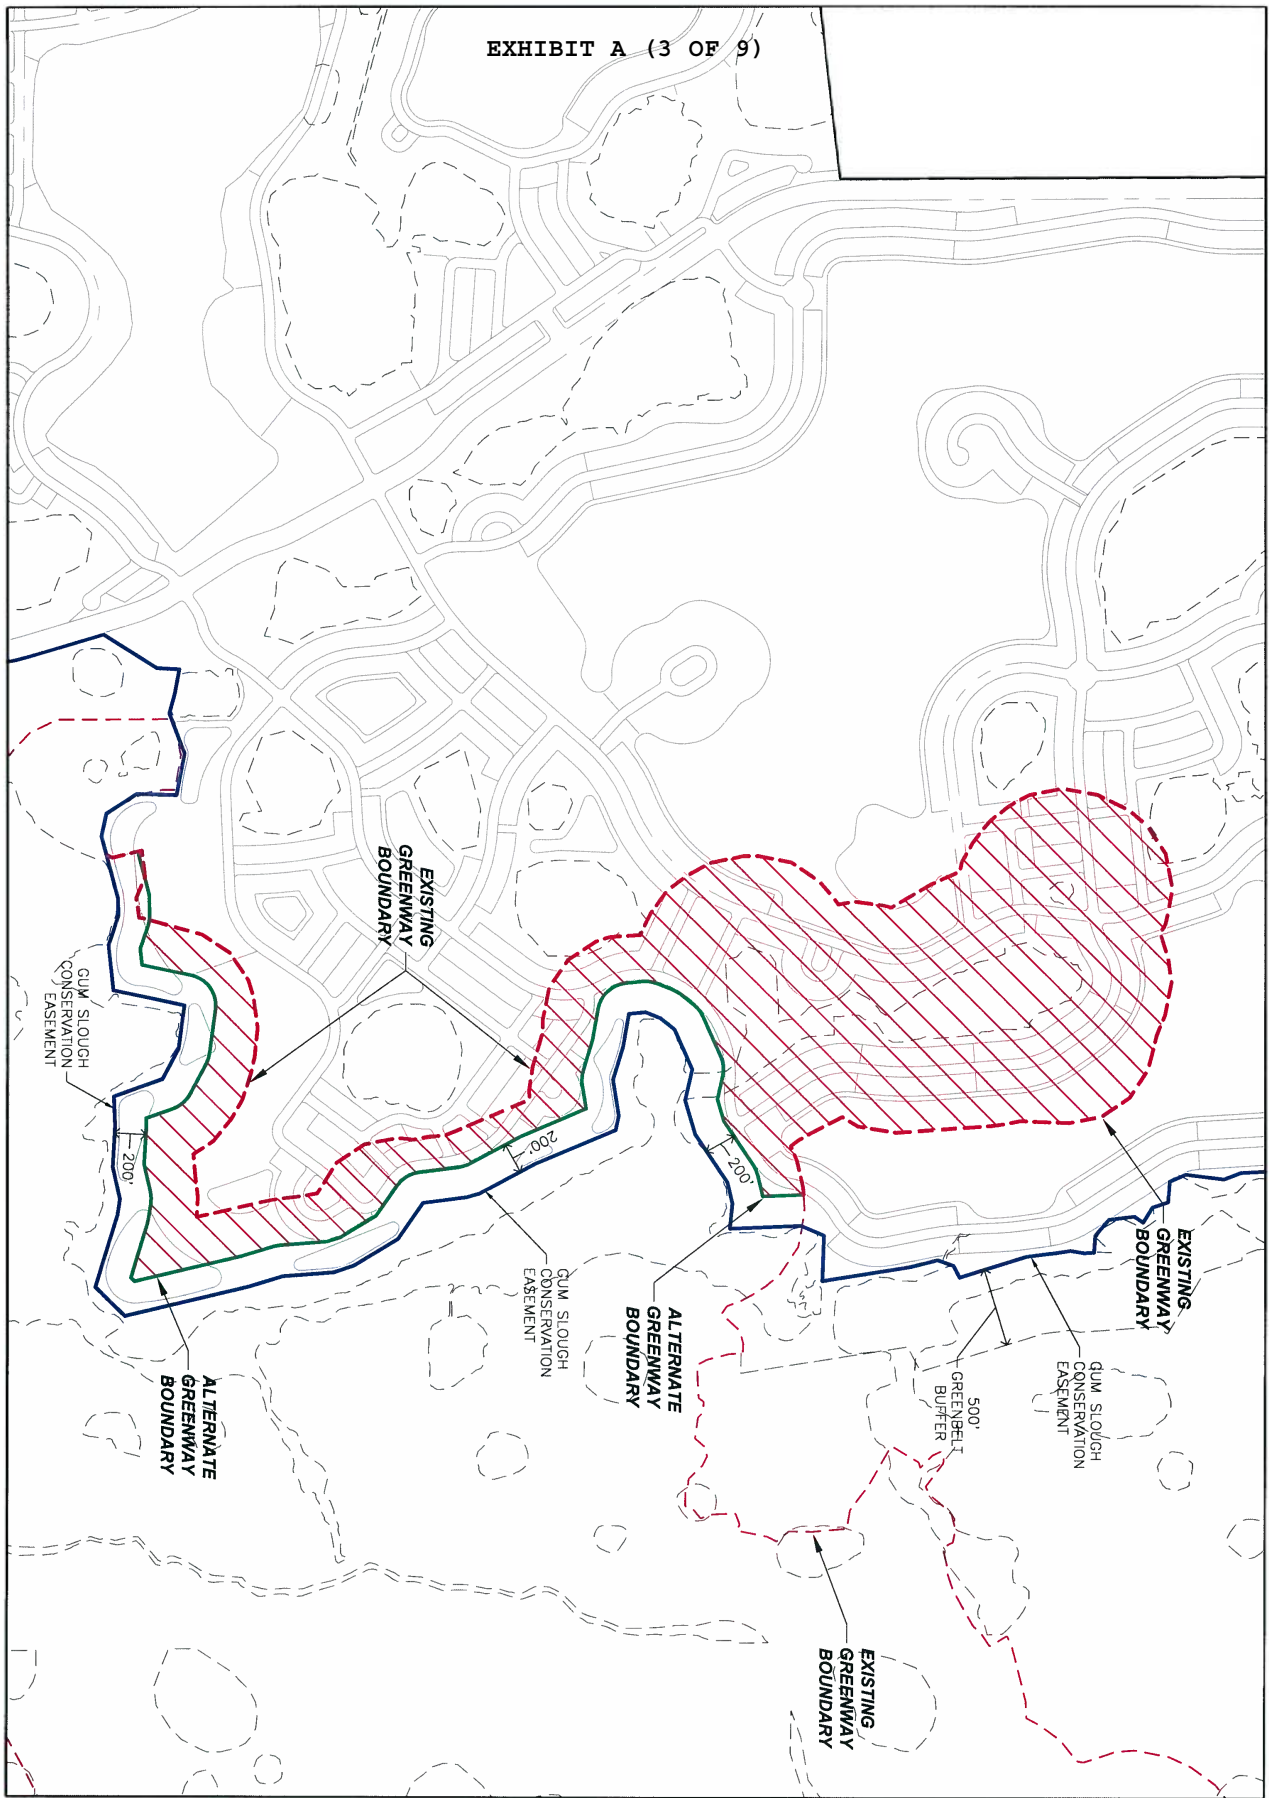 EXHIBIT A (3 OF 9)
EXISTING
GREENWAY
BOUNDARY
GUM SLOUGH
CONSERVATION
EASEMENT
200'
200'
200'
EXISTING
GREENWAY
BOUNDARY
GUM SLOUGH
CONSERVATION
EASEMENT
ALTERNATE
GREENWAY
BOUNDARY
GUM SLOUGH
CONSERVATION
EASEMENT
500'
GREENBELT
BUFFER
ALTERNATE
GREENWAY
BOUNDARY
EXISTING
GREENWAY
BOUNDARY